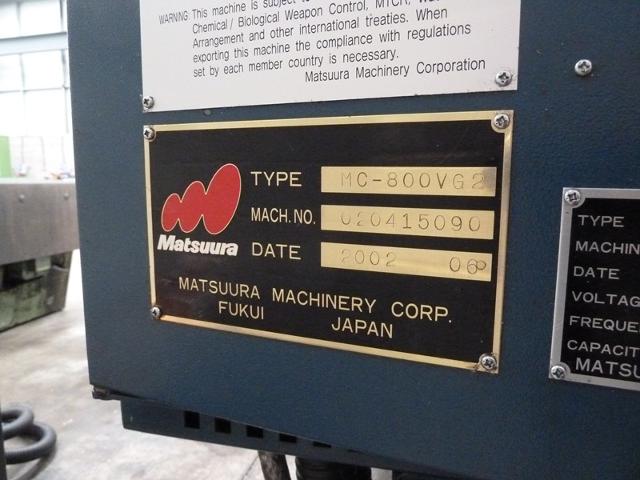 WARNING: This machine is subject to
Chemical / Biological Weapon Control, MTCR,
Arrangement and other international treaties. When
exporting this machine the compliance with regulations
set by each member country is necessary.
Matsuura Machinery Corporation
Matsuura
TYPE MC-800VG2
MACH. NO. 020415090
DATE 2002 06
MATSUURA MACHINERY CORP.
FUKUI JAPAN
TYPE
MACHIN
DATE
VOLTAG
FREQUE
CAPACIT
MATSU